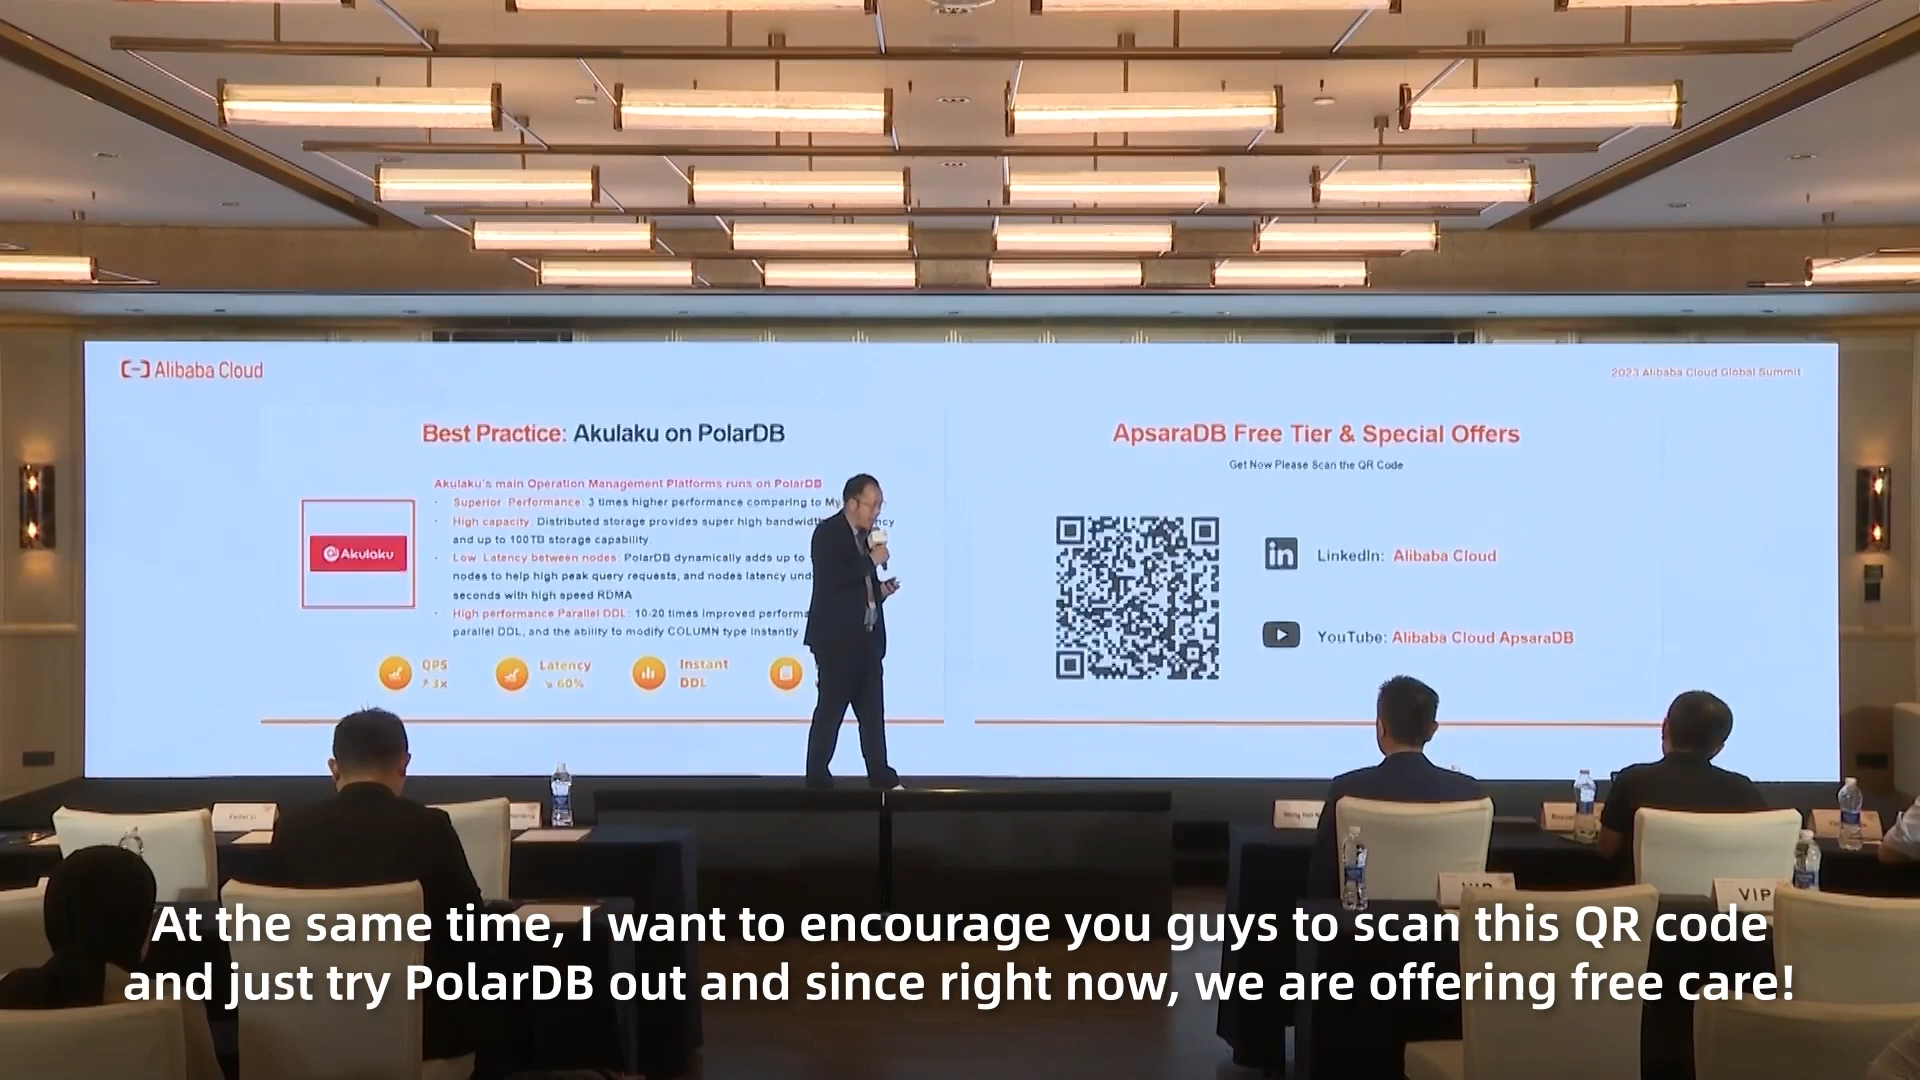 Alibaba Cloud
2023 Alibaba Cloud Global Summit
Best Practice: Akulaku on PolarDB
Akulaku's main Operation Management Platforms runs on PolarDB
· Superior Performance: 3 times higher performance comparing to My
· High capacity: Distributed storage provides super high bandwidth
and up to 100TB storage capability.
· Low Latency between nodes: PolarDB dynamically adds up to
nodes to help high peak query requests, and nodes latency
seconds with high speed RDMA
· High performance Parallel DDL: 10-20 times improved
parallel DDL, and the ability to modify COLUMN type instantly
Akulaku
QPS
↗ 3x
Latency
↘ 60%
Instant
DDL
ApsaraDB Free Tier & Special Offers
Get Now Please Scan the QR Code
in
LinkedIn: Alibaba Cloud
YouTube: Alibaba Cloud ApsaraDB
VIP
VIP
At the same time, I want to encourage you guys to scan this QR code
and just try PolarDB out and since right now, we are offering free care!